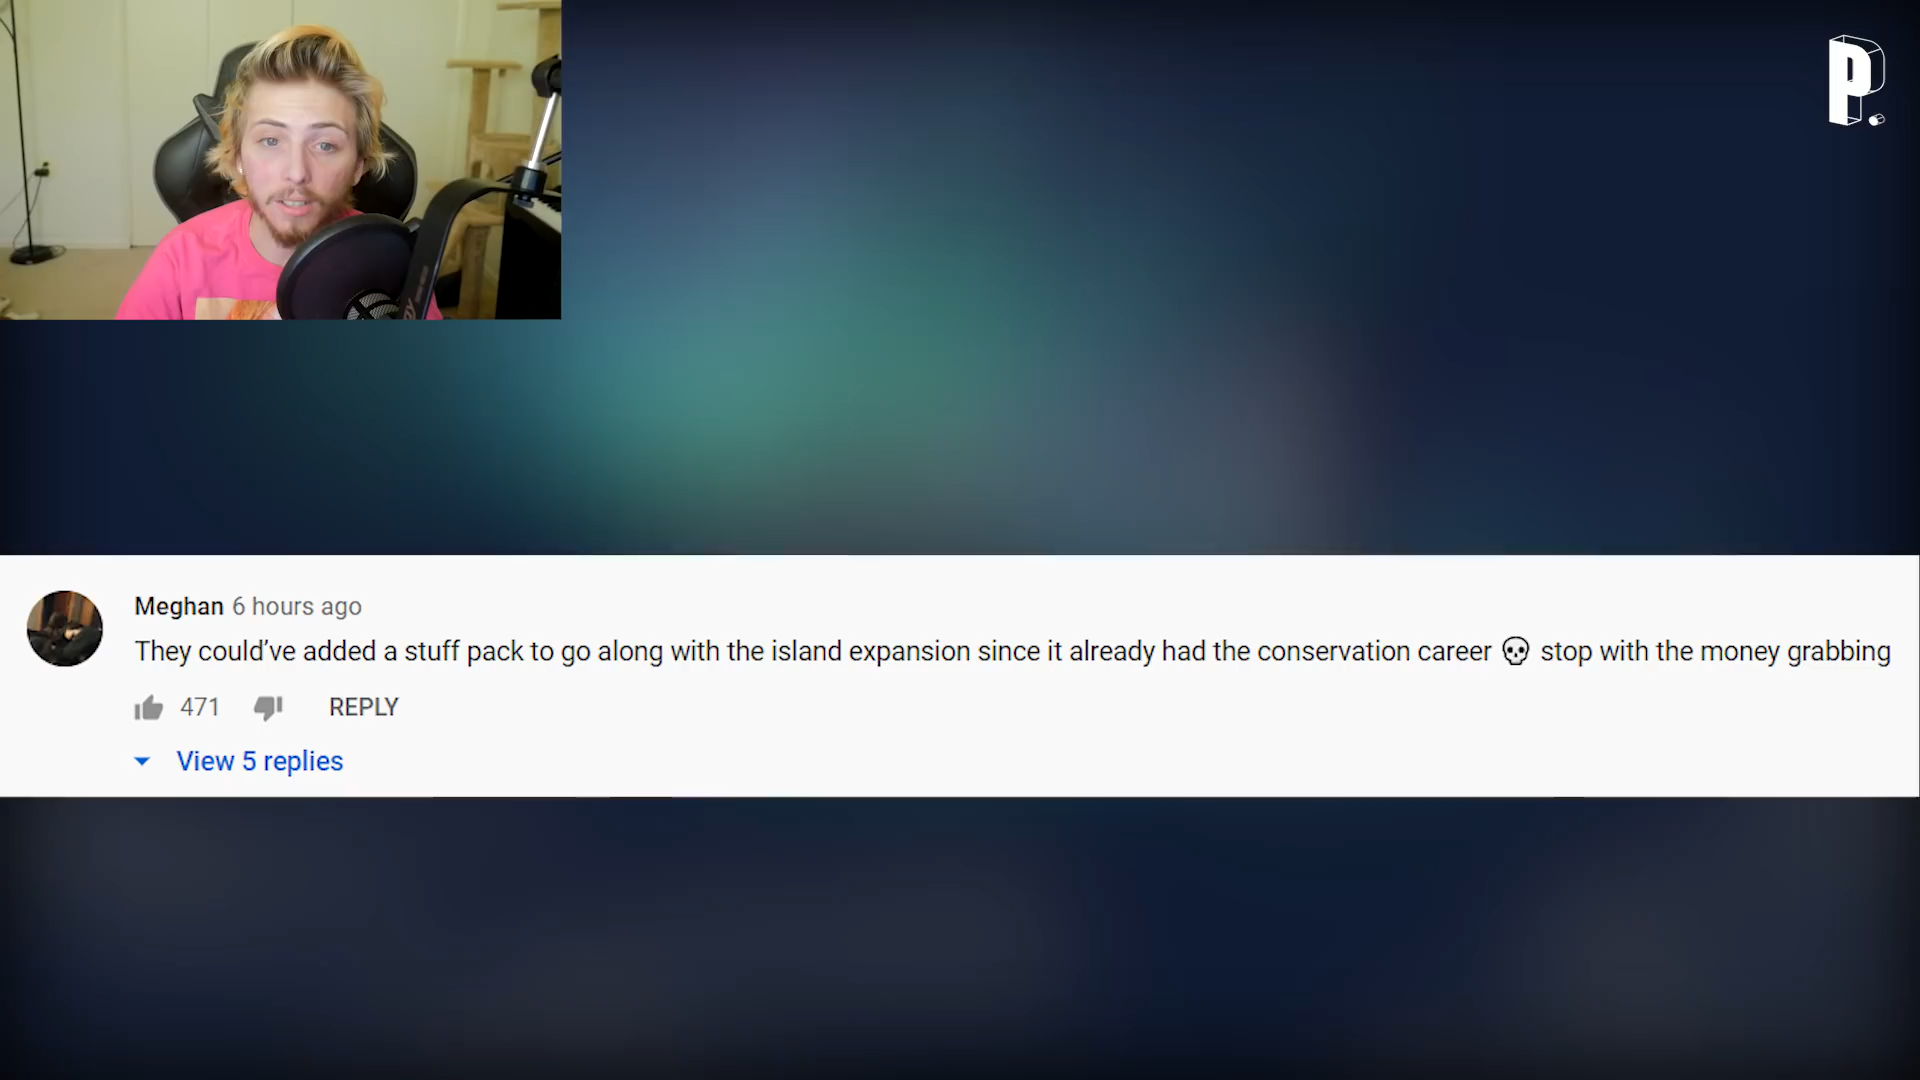 P.
Meghan 6 hours ago
They could’ve added a stuff pack to go along with the island expansion since it already had the conservation career 💀 stop with the money grabbing
471 REPLY
View 5 replies